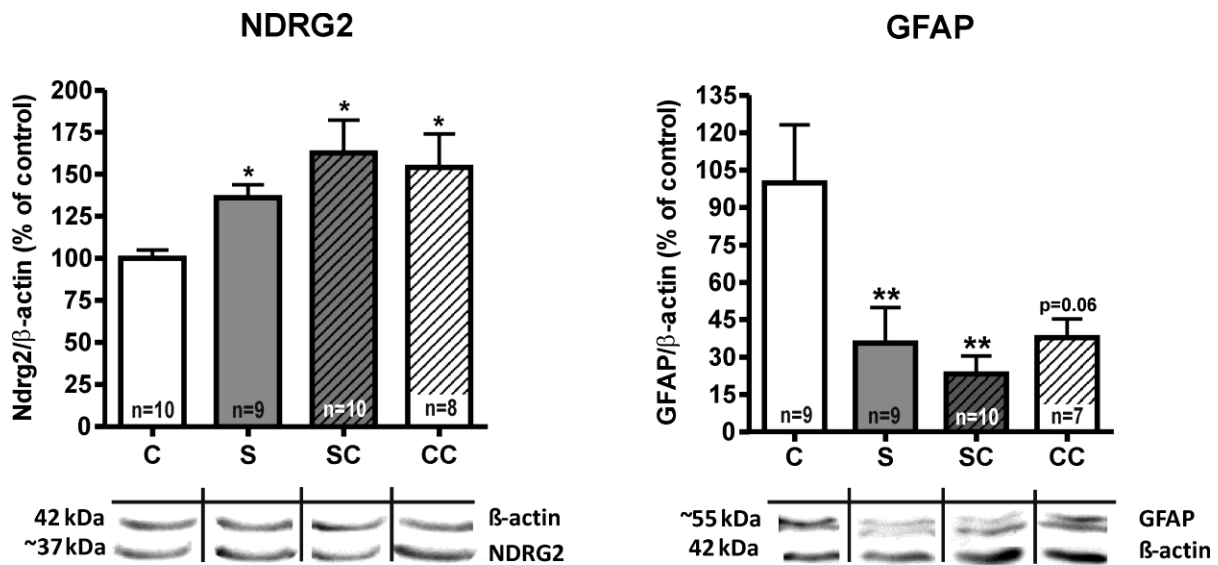 NDRG2
Ndrg2/β-actin (% of control)
200
175
150
125
100
75
50
25
0
*
*
*
n=10
n=9
n=10
n=8
C
S
SC
CC
42 kDa
ß-actin
~37kDa
NDRG2
GFAP
GFAP/β-actin (% of control)
135
120
105
90
75
60
45
30
15
0
**
**
p=0.06
n=9
n=9
n=10
n=7
C
S
SC
CC
~55 kDa
GFAP
42 kDa
ß-actin